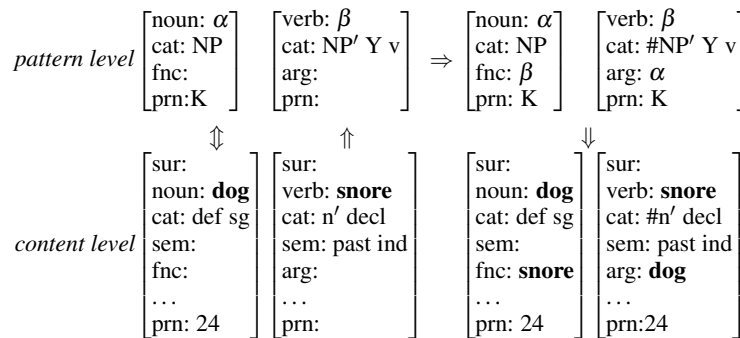 noun: α verb: β noun: α verb: β
cat: NP cat: NP′ Y v cat: NP cat: #NP′ Y v
pattern level ⇒
fnc: arg: fnc: β arg: α
prn:K prn: prn: K prn: K
⇕ ⇑ ⇓
sur: sur: sur: sur:
noun: dog verb: snore noun: dog verb: snore
cat: def sg cat: n′ decl cat: def sg cat: #n′ decl
content level sem: sem: past ind sem: sem: past ind
fnc: arg: fnc: snore arg: dog
... ... ... ...
prn: 24 prn: prn: 24 prn:24